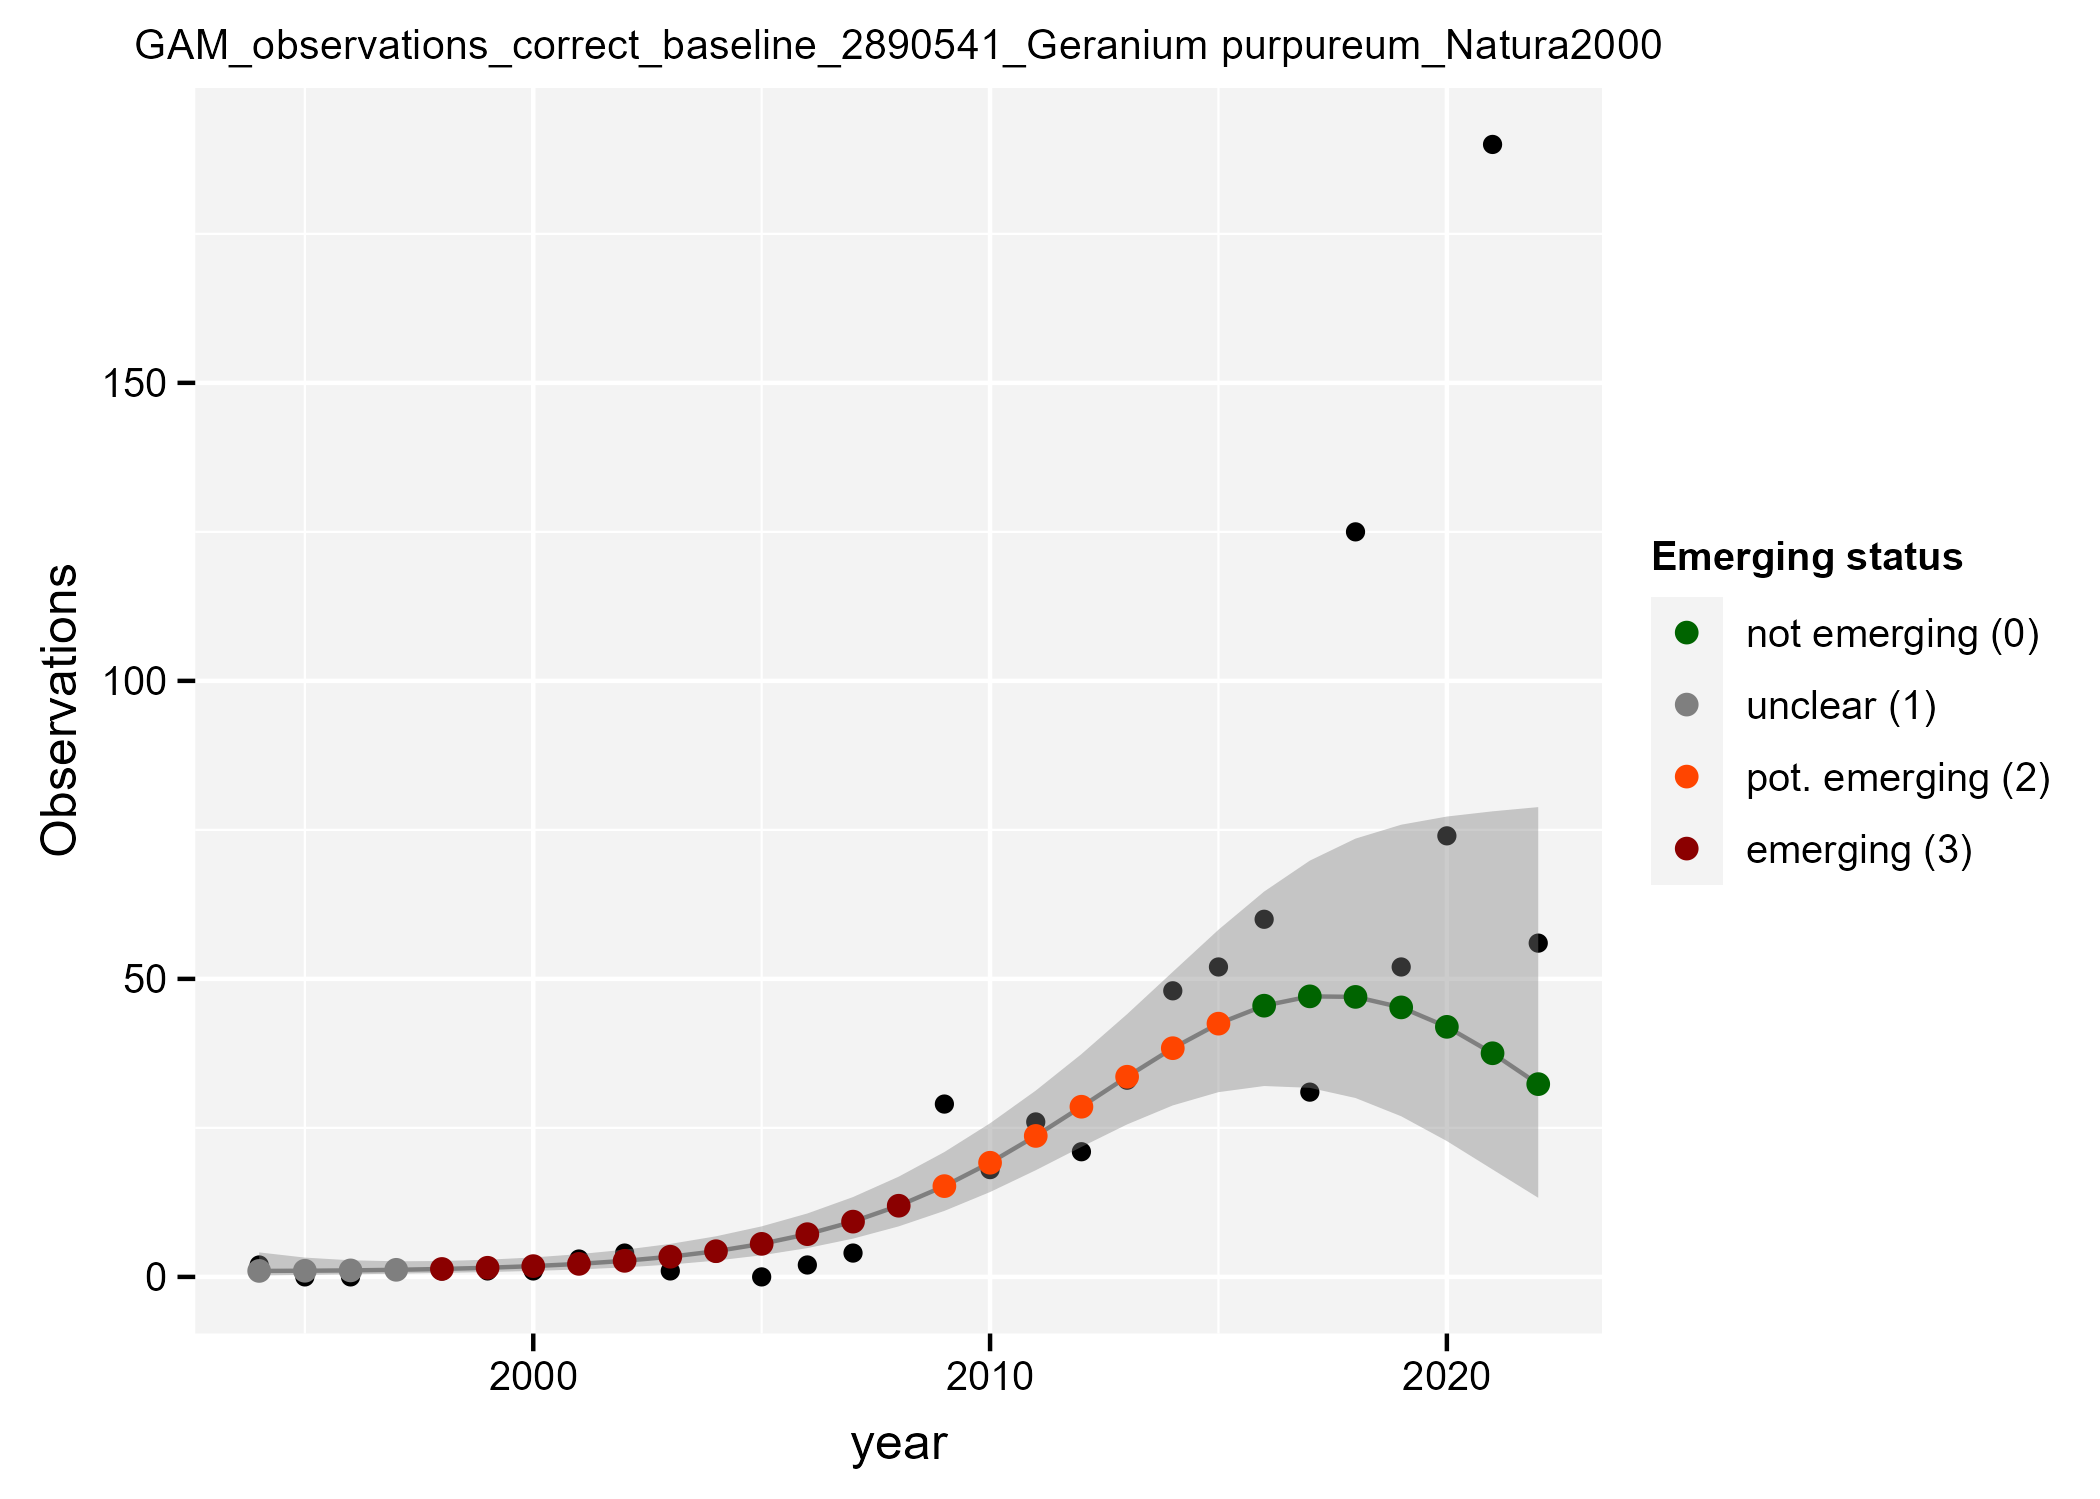 GAM_observations_correct_baseline_2890541_Geranium purpureum_Natura2000
Observations
150
100
50
0
2000
2010
2020
year
Emerging status
not emerging (0)
unclear (1)
pot. emerging (2)
emerging (3)